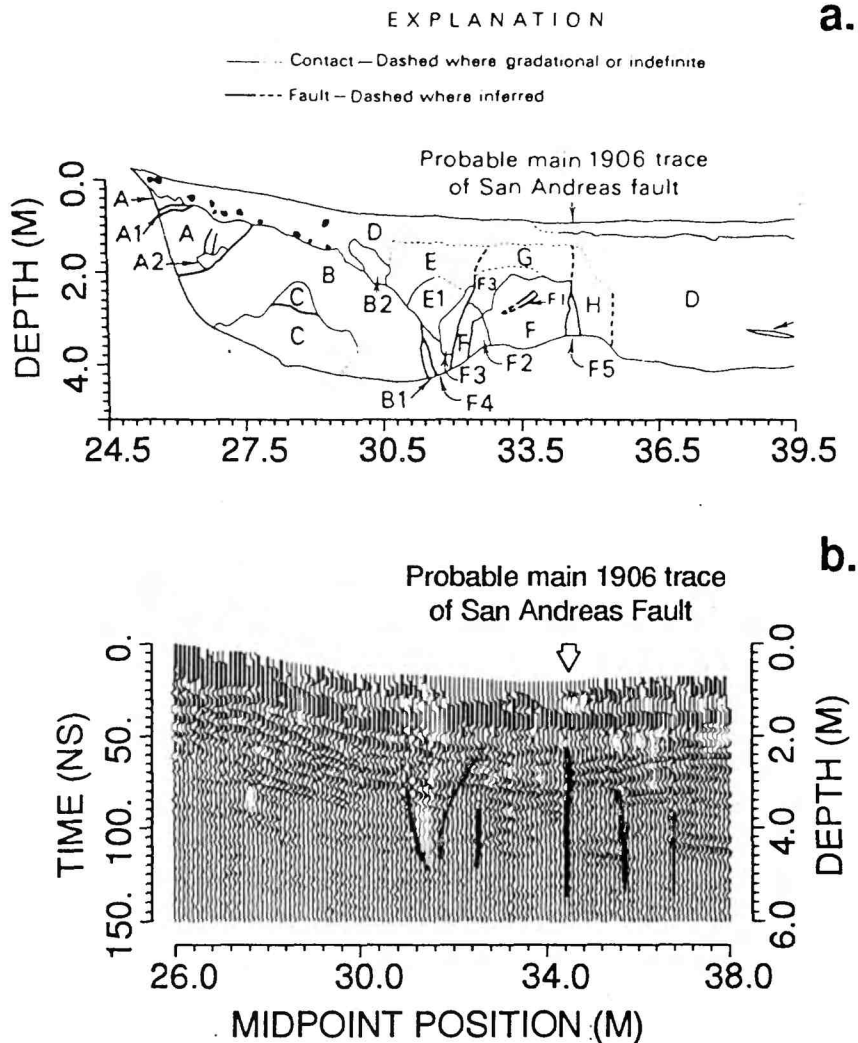 a.
EXPLANATION
Contact — Dashed where gradational or indefinite
Fault — Dashed where inferred
Probable main 1906 trace
of San Andreas fault
DEPTH (M)
0.0
2.0
4.0
A
A1
A
A2
B
C
C
D
B2
E
E1
B1
F4
F3
F
F3
F2
G
F1
F
F5
H
D
24.5 27.5 30.5 33.5 36.5 39.5
b.
Probable main 1906 trace
of San Andreas Fault
TIME (NS)
0.
50.
100.
150.
DEPTH (M)
0.0
2.0
4.0
6.0
26.0 30.0 34.0 38.0
MIDPOINT POSITION (M)